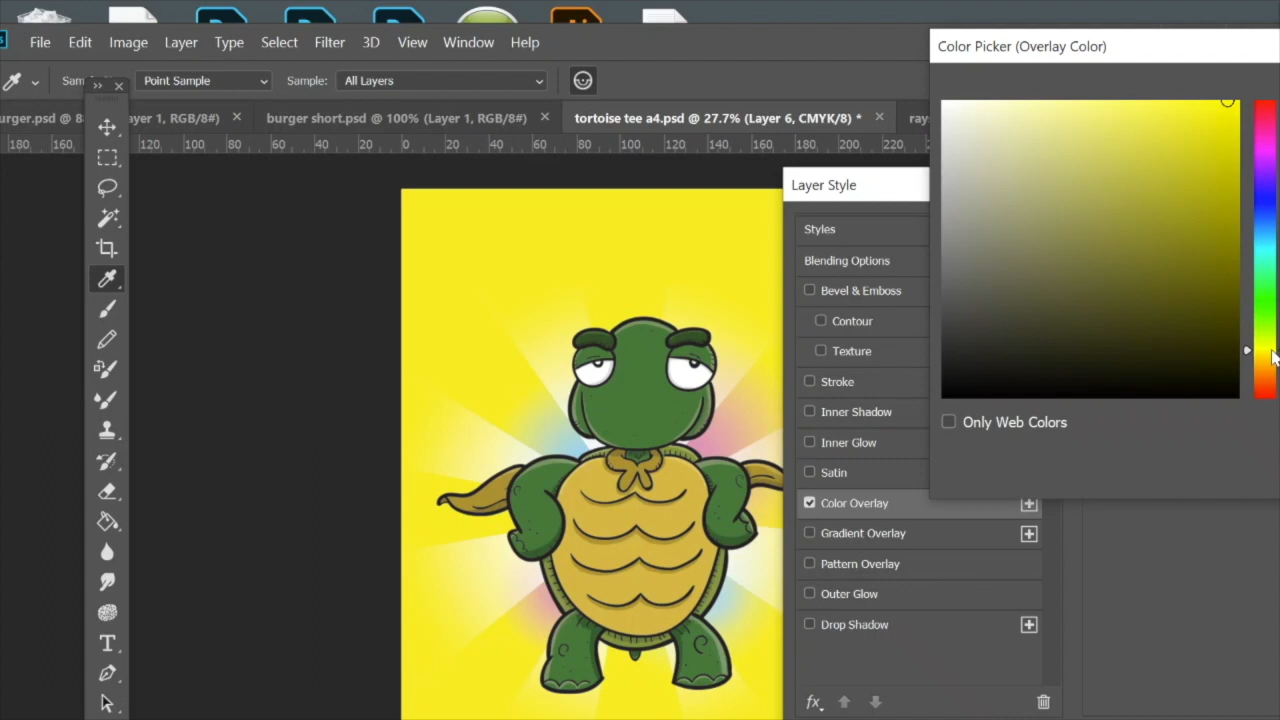 Color Picker (Overlay Color)
File Edit Image Layer Type Select Filter 3D View Window Help
Point Sample Sample: All Layers
urger.psd @ 8 ayer 1, RGB/8#) burger short.psd @ 100% (Layer 1, RGB/8#) tortoise tee a4.psd @ 27.7% (Layer 6, CMYK/8) * rays
180 160 120 100 80 60 40 20 0 20 40 60 80 100 120 140 160 180 200 220
Layer Style
Styles
Blending Options
Bevel & Emboss
Contour
Texture
Stroke
Inner Shadow
Only Web Colors
Inner Glow
Satin
Color Overlay
Gradient Overlay
Pattern Overlay
Outer Glow
Drop Shadow
fx